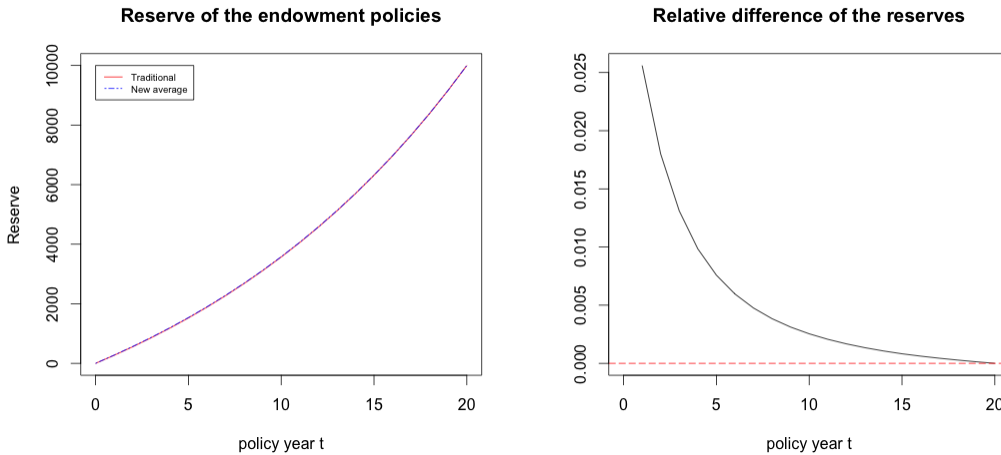 Reserve of the endowment policies
Reserve
10000
8000
6000
4000
2000
0
Traditional
New average
0 5 10 15 20
policy year t
Relative difference of the reserves
0.025
0.020
0.015
0.010
0.005
0.000
0 5 10 15 20
policy year t